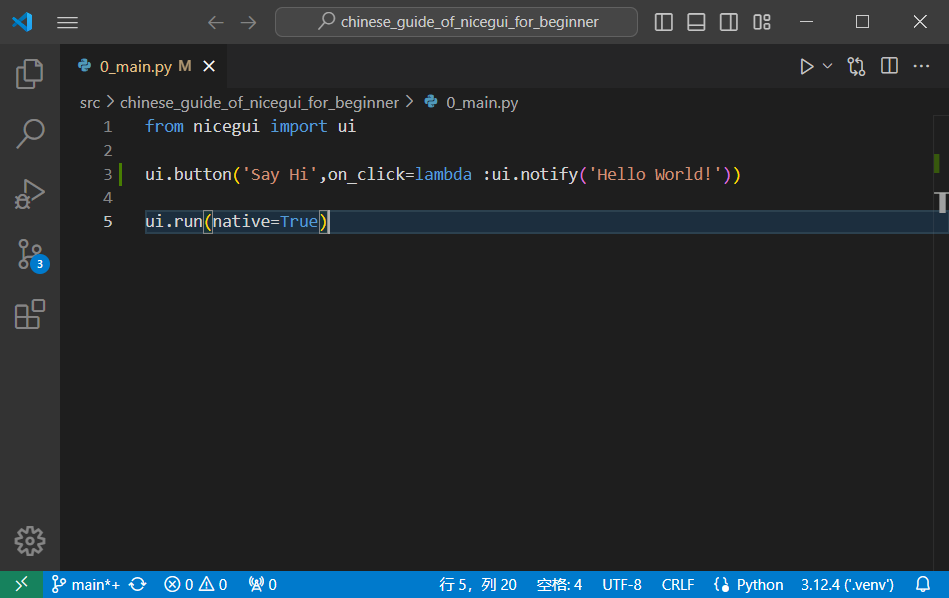 chinese_guide_of_nicegui_for_beginner
0_main.py M
src > chinese_guide_of_nicegui_for_beginner > 0_main.py
1 from nicegui import ui
2
3 ui.button('Say Hi',on_click=lambda :ui.notify('Hello World!'))
4
5 ui.run(native=True)
3
main*+ 0 0 0 行 5，列 20 空格: 4 UTF-8 CRLF Python 3.12.4 ('.venv')